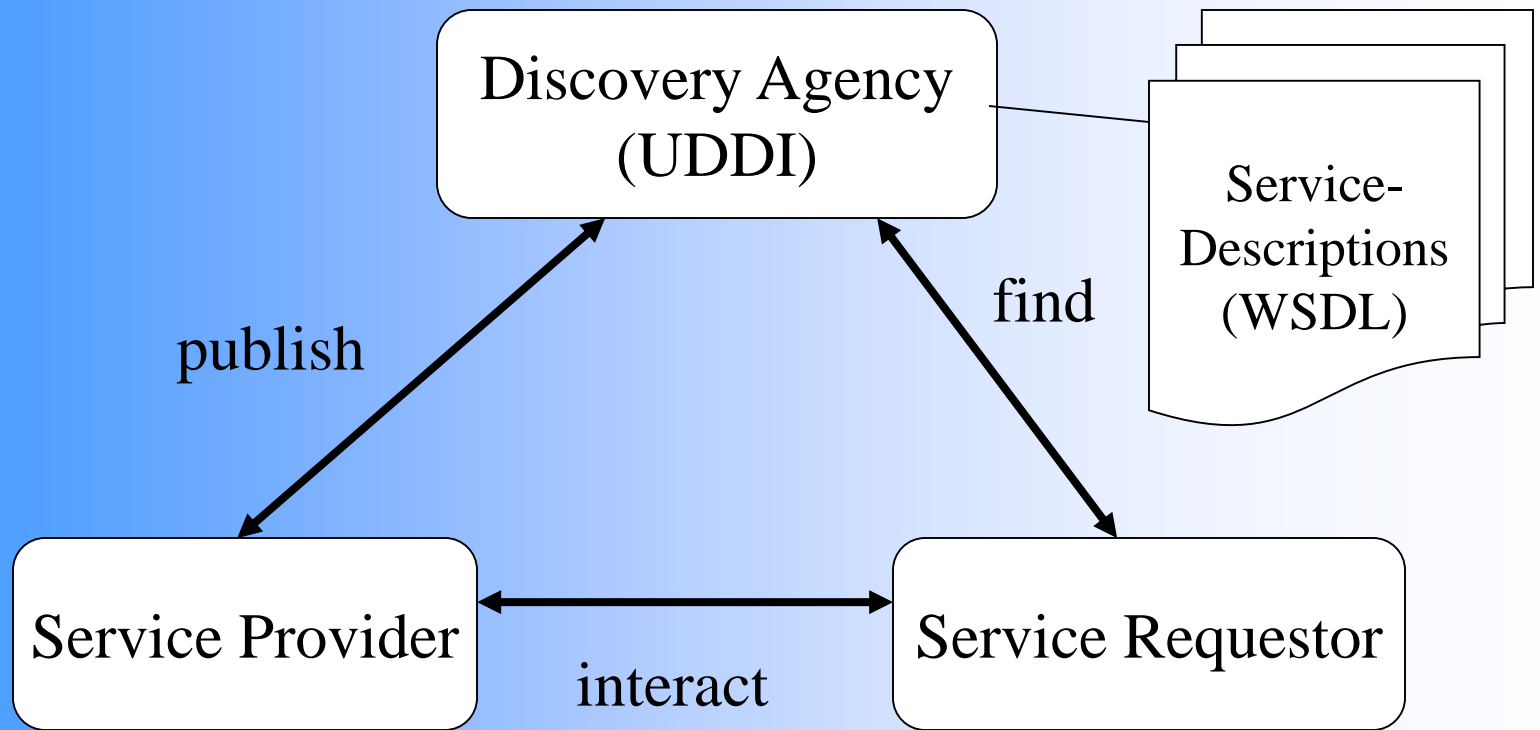 Discovery Agency
(UDDI)
Service-
Descriptions
(WSDL)
find
publish
Service Provider
Service Requestor
interact